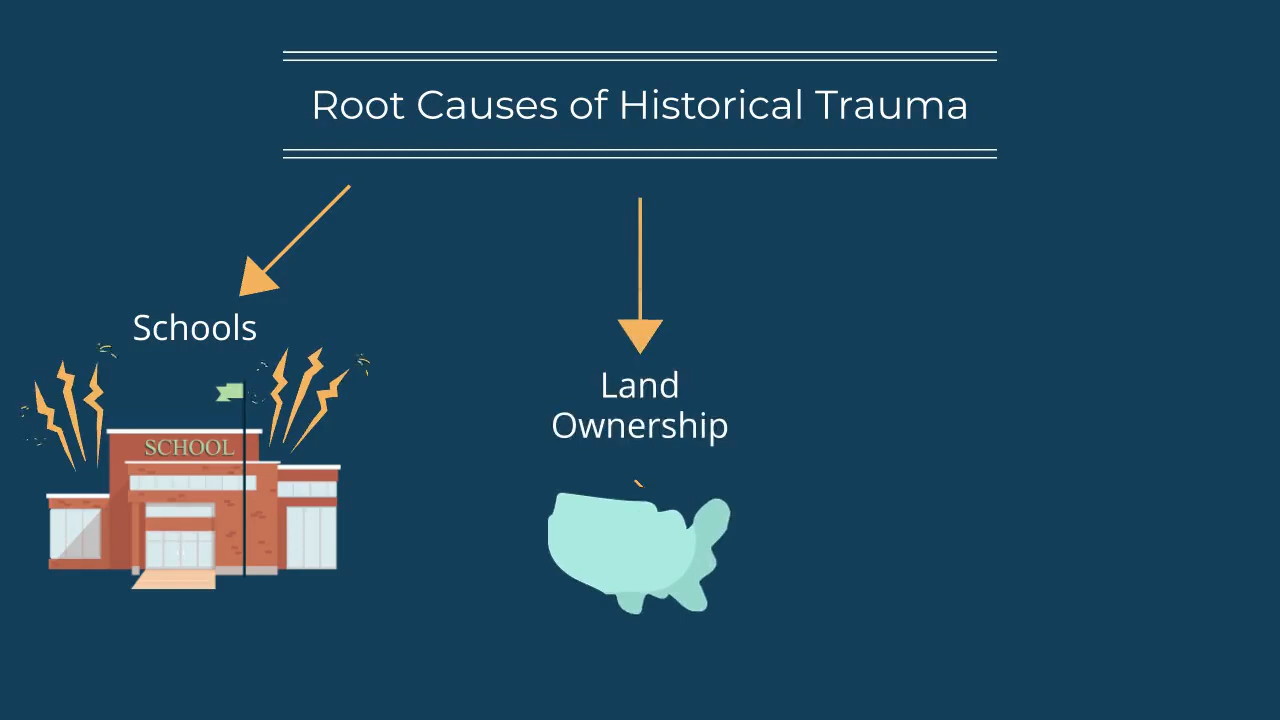 Root Causes of Historical Trauma
Schools
SCHOOL
Land
Ownership